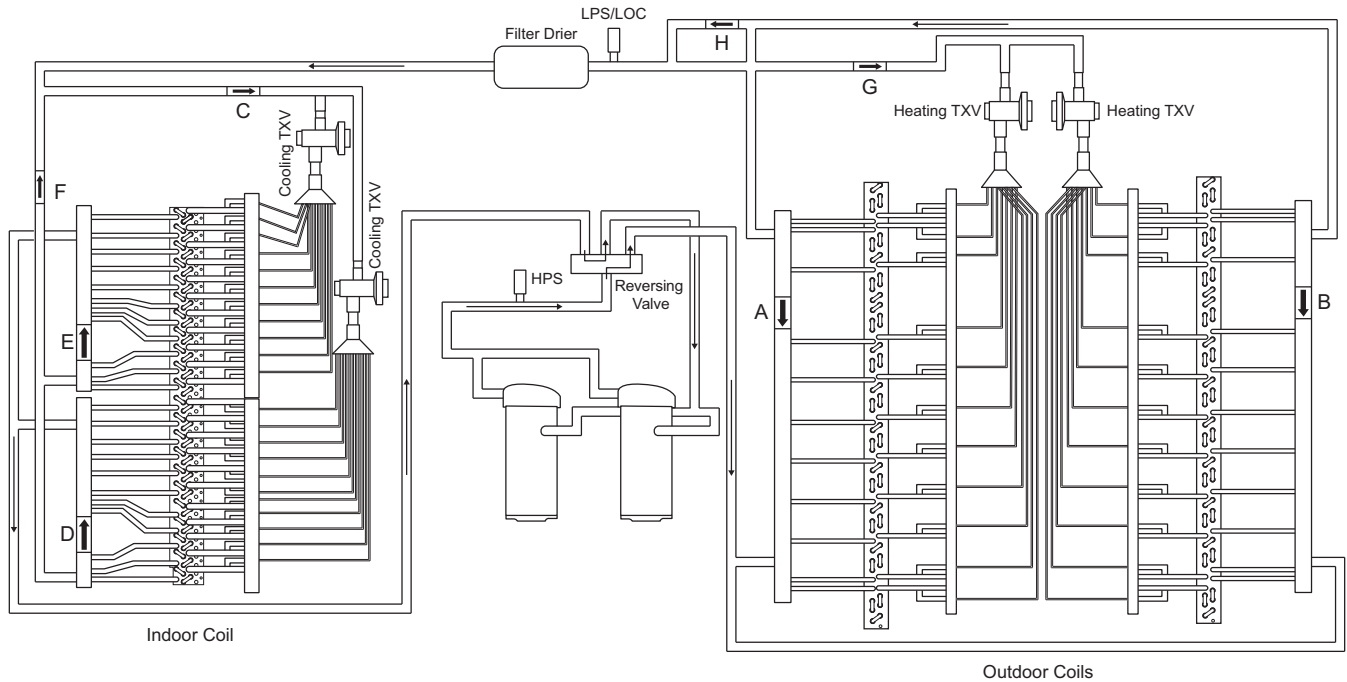 LPS/LOC
Filter Drier
H
G
C
Cooling TXV
Heating TXV
Heating TXV
F
Cooling TXV
HPS
Reversing
Valve
A
B
E
D
Indoor Coil
Outdoor Coils